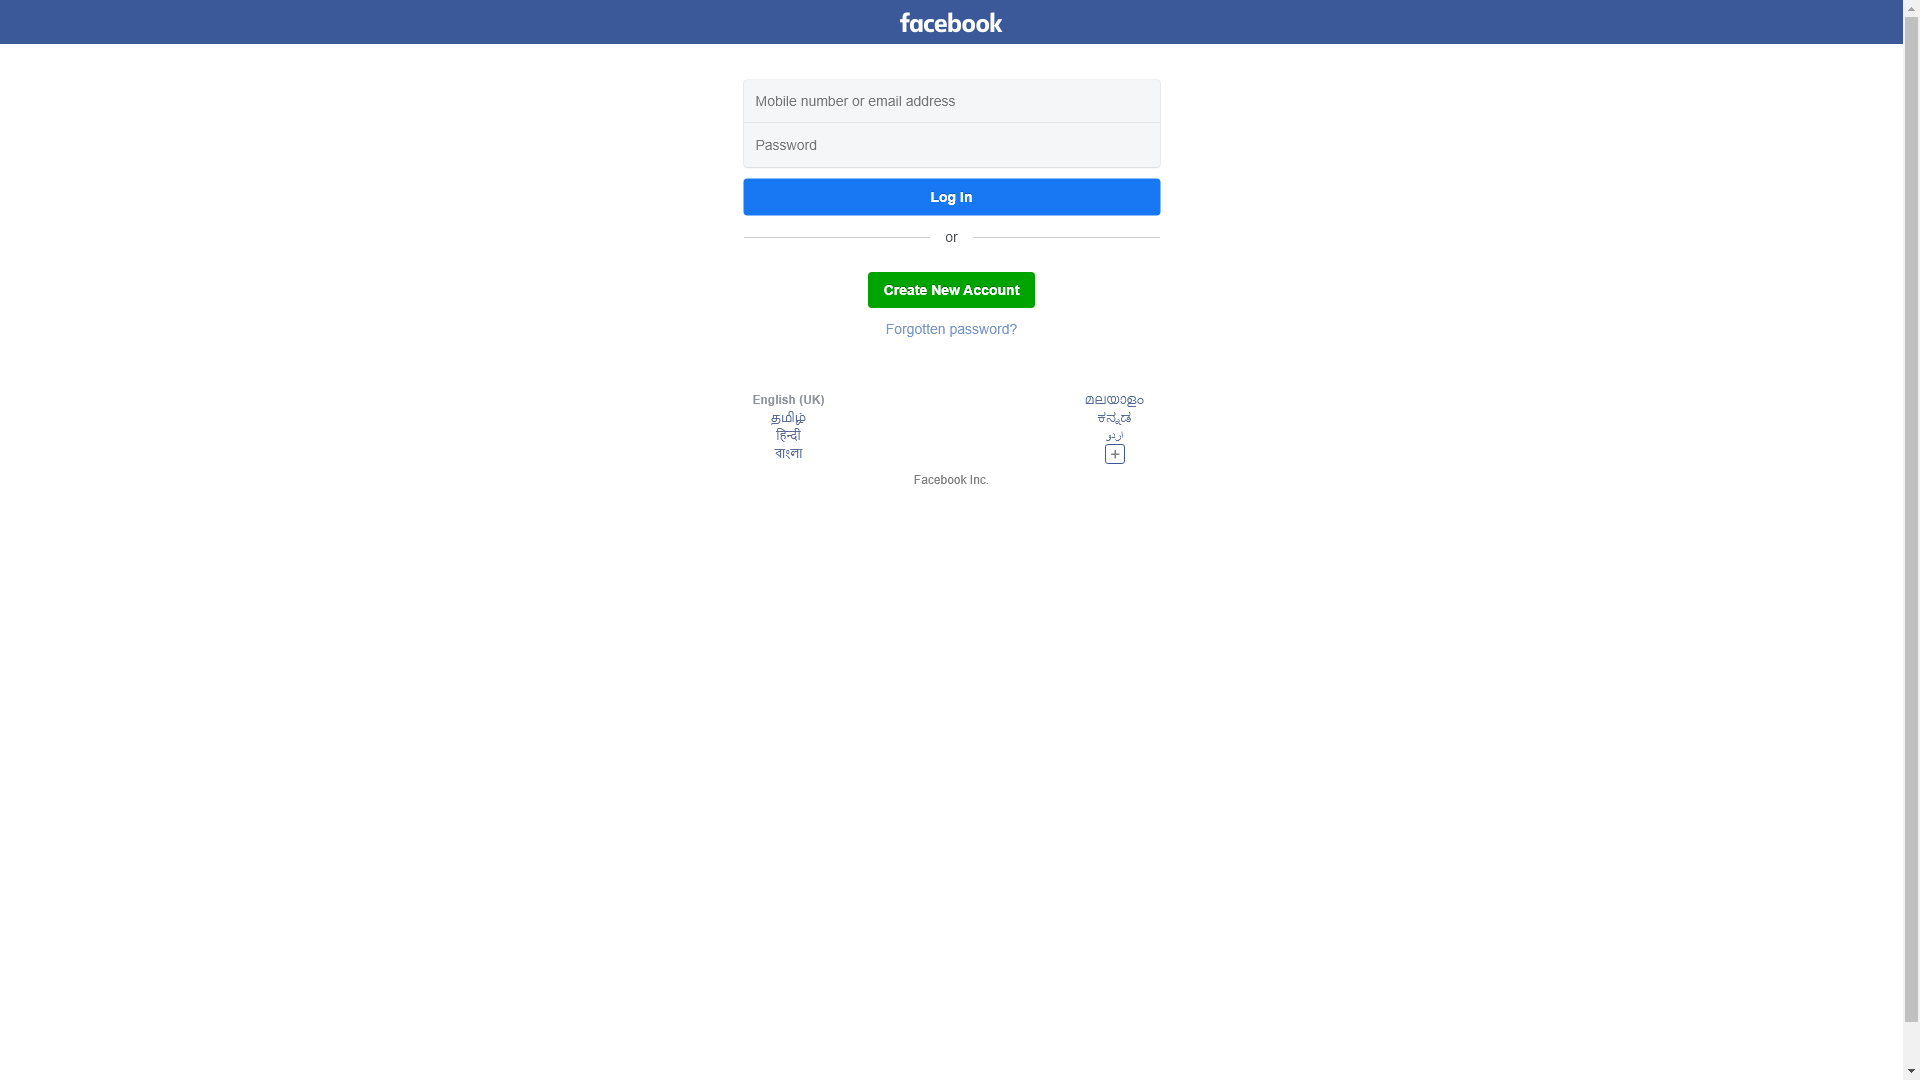 facebook
Mobile number or email address
Password
Log In
or
Create New Account
Forgotten password?
English (UK)
தமிழ்
हिन्दी
বাংলা
മലയാളം
ಕನ್ನಡ
اردو
+
Facebook Inc.